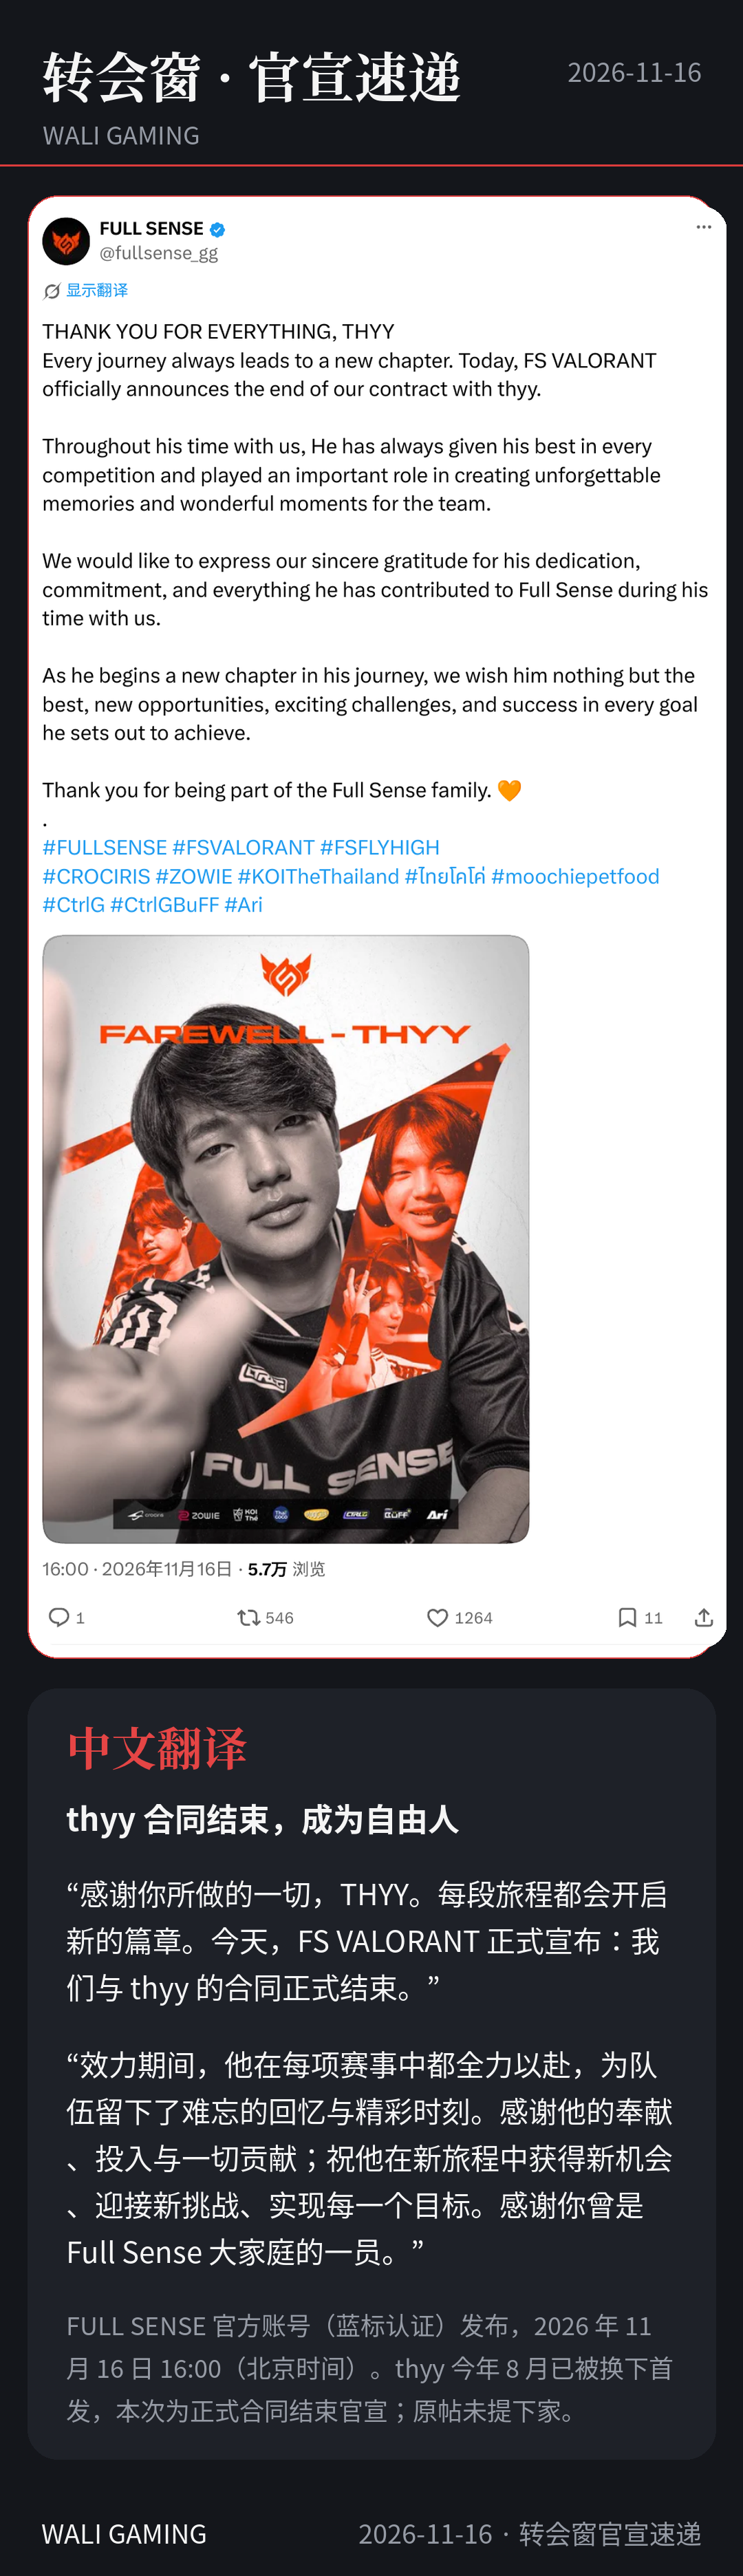 转会窗 · 官宣速递
2026-11-16
WALI GAMING
FULL SENSE
@fullsense_gg
显示翻译
THANK YOU FOR EVERYTHING, THYY
Every journey always leads to a new chapter. Today, FS VALORANT
officially announces the end of our contract with thyy.
Throughout his time with us, He has always given his best in every
competition and played an important role in creating unforgettable
memories and wonderful moments for the team.
We would like to express our sincere gratitude for his dedication,
commitment, and everything he has contributed to Full Sense during his
time with us.
As he begins a new chapter in his journey, we wish him nothing but the
best, new opportunities, exciting challenges, and success in every goal
he sets out to achieve.
Thank you for being part of the Full Sense family. 🧡
.
#FULLSENSE #FSVALORANT #FSFLYHIGH
#CROCIRIS #ZOWIE #KOITheThailand #ไทยโคโค่ #moochiepetfood
#CtrlG #CtrlGBuFF #Ari
FAREWELL - THYY
FULL SENSE
ZOWIE KOI Thé CTRLG BUFF Ari
16:00 · 2026年11月16日 · 5.7万 浏览
1 546 1264 11
中文翻译
thyy 合同结束，成为自由人
“感谢你所做的一切，THYY。每段旅程都会开启
新的篇章。今天，FS VALORANT 正式宣布：我
们与 thyy 的合同正式结束。”
“效力期间，他在每项赛事中都全力以赴，为队
伍留下了难忘的回忆与精彩时刻。感谢他的奉献
、投入与一切贡献；祝他在新旅程中获得新机会
、迎接新挑战、实现每一个目标。感谢你曾是
Full Sense 大家庭的一员。”
FULL SENSE 官方账号（蓝标认证）发布，2026 年 11
月 16 日 16:00（北京时间）。thyy 今年 8 月已被换下首
发，本次为正式合同结束官宣；原帖未提下家。
WALI GAMING
2026-11-16 · 转会窗官宣速递